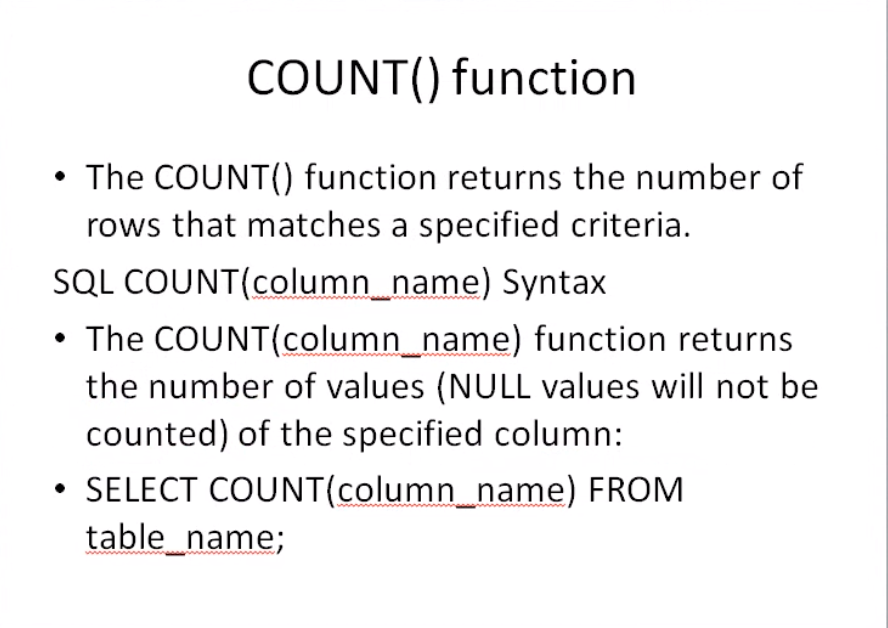 COUNT() function
• The COUNT() function returns the number of
rows that matches a specified criteria.
SQL COUNT(column_name) Syntax
• The COUNT(column_name) function returns
the number of values (NULL values will not be
counted) of the specified column:
• SELECT COUNT(column_name) FROM
table_name;